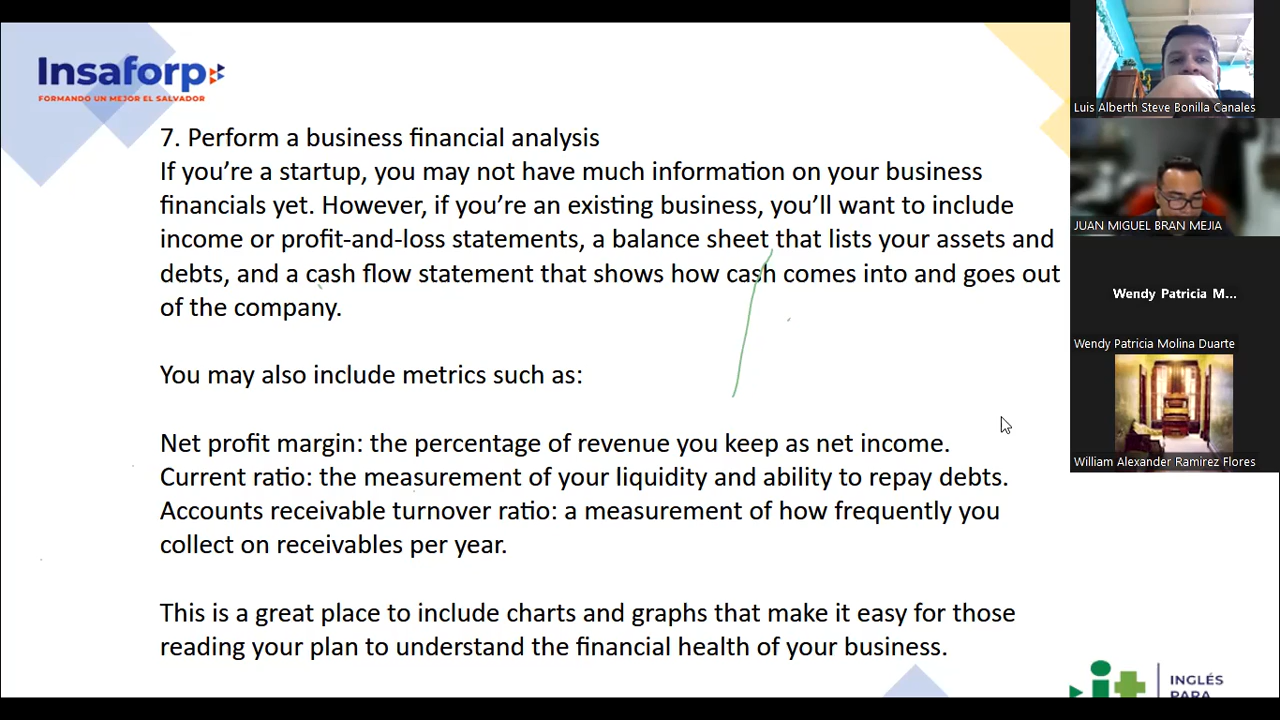 Insaforp
FORMANDO UN MEJOR EL SALVADOR
7. Perform a business financial analysis
If you’re a startup, you may not have much information on your business
financials yet. However, if you’re an existing business, you’ll want to include
income or profit-and-loss statements, a balance sheet that lists your assets and
debts, and a cash flow statement that shows how cash comes into and goes out
of the company.
You may also include metrics such as:
Net profit margin: the percentage of revenue you keep as net income.
Current ratio: the measurement of your liquidity and ability to repay debts.
Accounts receivable turnover ratio: a measurement of how frequently you
collect on receivables per year.
This is a great place to include charts and graphs that make it easy for those
reading your plan to understand the financial health of your business.
Luis Alberth Steve Bonilla Canales
JUAN MIGUEL BRAN MEJIA
Wendy Patricia M...
Wendy Patricia Molina Duarte
William Alexander Ramirez Flores
INGLÉS
PARA